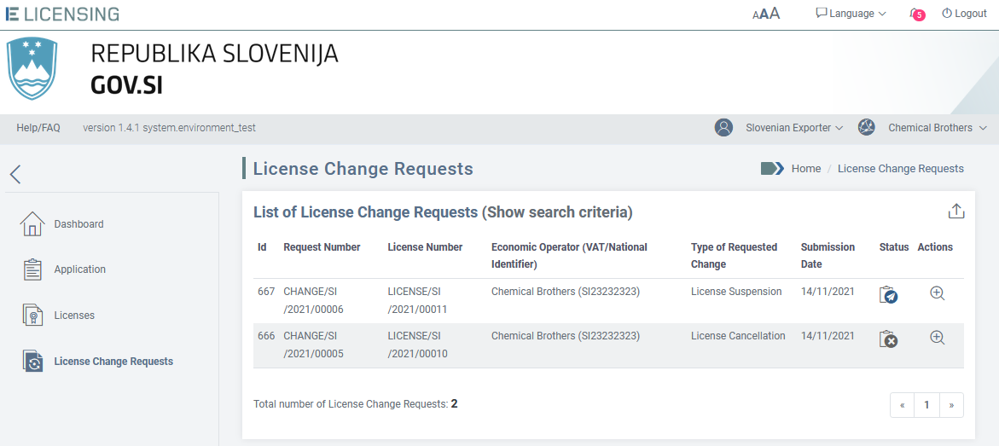 E LICENSING
AAA
Language
5
Logout
REPUBLIKA SLOVENIJA
GOV.SI
Help/FAQ
version 1.4.1 system.environment_test
Slovenian Exporter
Chemical Brothers
License Change Requests
Home / License Change Requests
Dashboard
Application
Licenses
License Change Requests
List of License Change Requests (Show search criteria)
Id Request Number License Number Economic Operator (VAT/National Type of Requested Submission Status Actions
Identifier) Change Date
667 CHANGE/SI LICENSE/SI Chemical Brothers (SI23232323) License Suspension 14/11/2021
/2021/00006 /2021/00011
666 CHANGE/SI LICENSE/SI Chemical Brothers (SI23232323) License Cancellation 14/11/2021
/2021/00005 /2021/00010
Total number of License Change Requests: 2
« 1 »